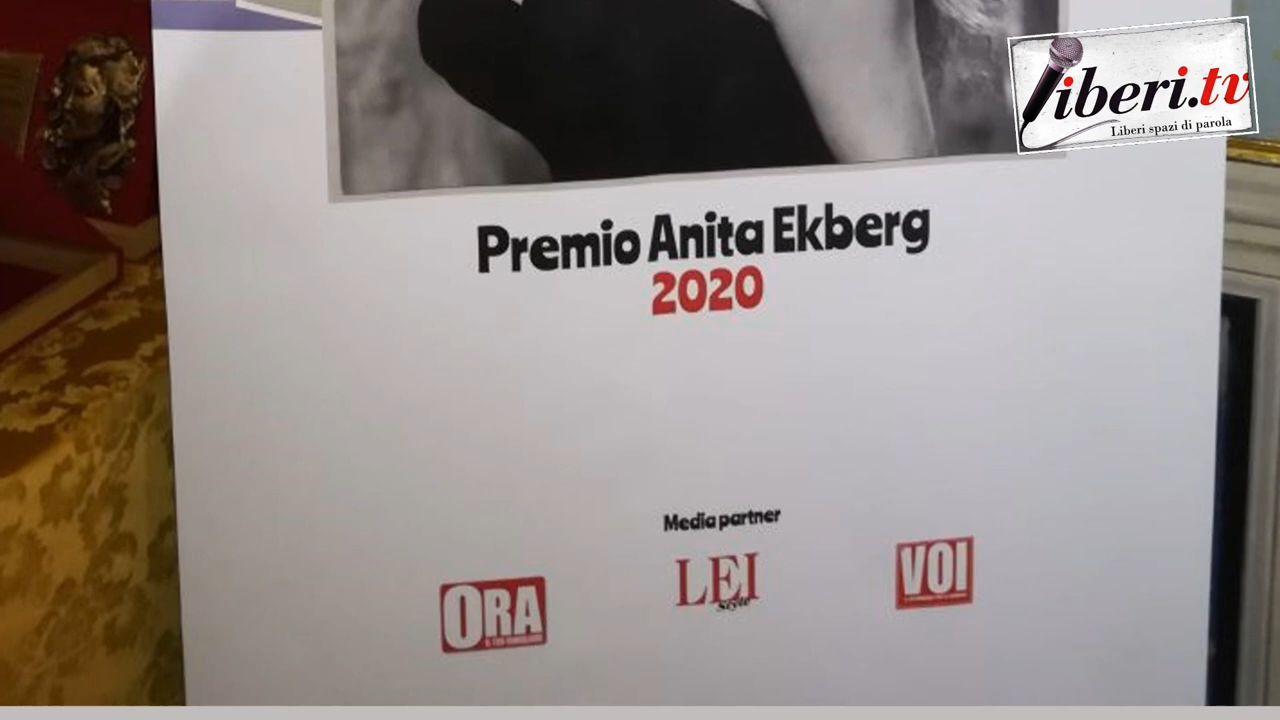 liberi.tv
Liberi spazi di parola
Premio Anita Ekberg
2020
Media partner
ORA
LEI
Style
VOI